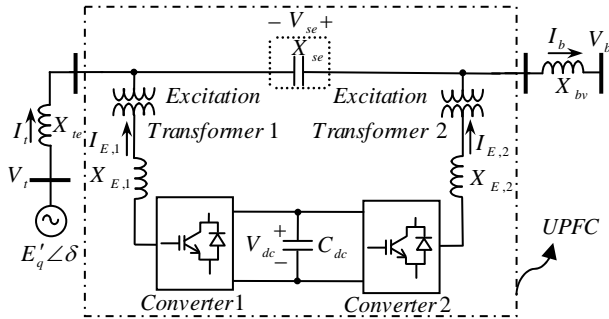 − V_se +
X_se
I_b
V_b
X_bv
Excitation
Transformer 1
Excitation
Transformer 2
I_t
X_te
I_E,1
X_E,1
I_E,2
X_E,2
V_t
E'_q∠δ
V_dc
+
−
C_dc
UPFC
Converter1
Converter2